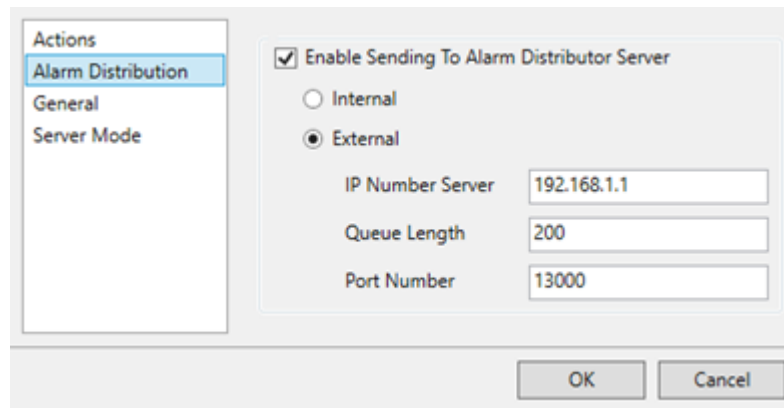 Actions
Alarm Distribution
General
Server Mode
Enable Sending To Alarm Distributor Server
Internal
External
IP Number Server 192.168.1.1
Queue Length 200
Port Number 13000
OK Cancel